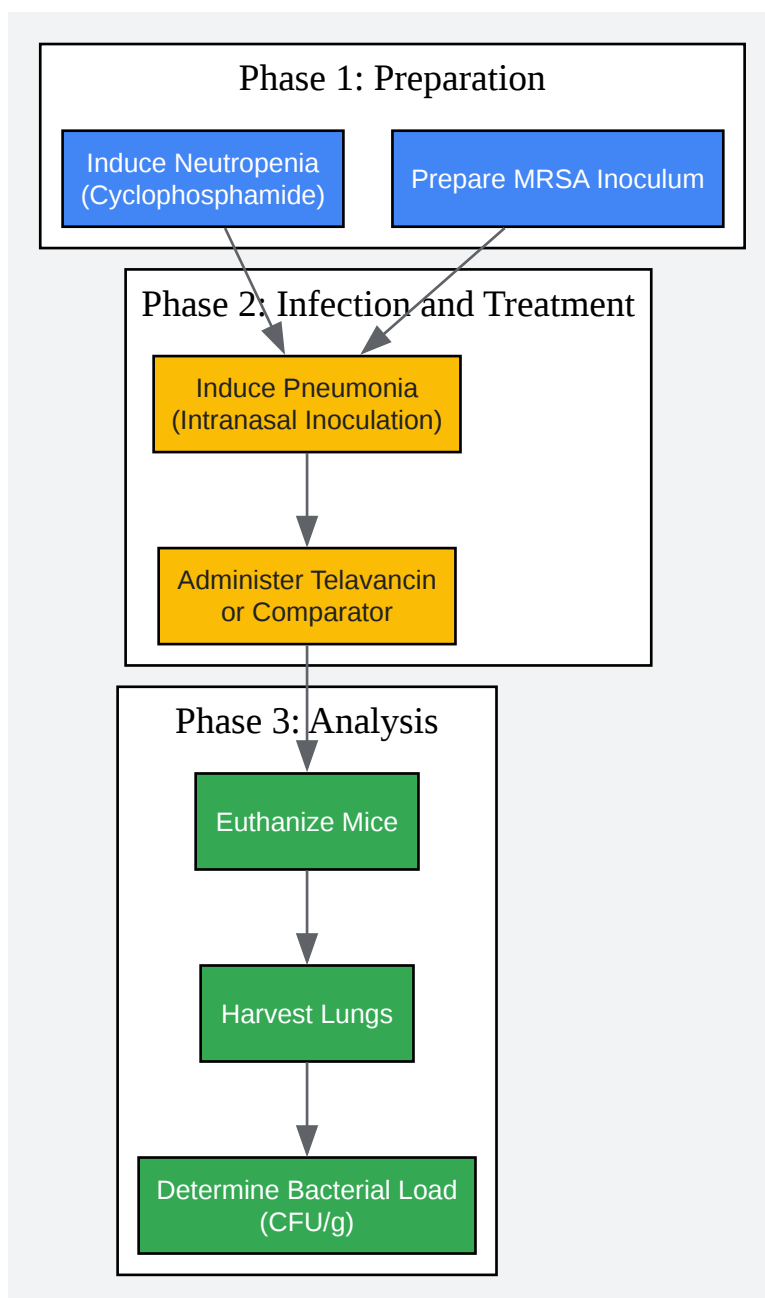 Phase 1: Preparation
Induce Neutropenia
(Cyclophosphamide)
Prepare MRSA Inoculum
Phase 2: Infection and Treatment
Induce Pneumonia
(Intranasal Inoculation)
Administer Telavancin
or Comparator
Phase 3: Analysis
Euthanize Mice
Harvest Lungs
Determine Bacterial Load
(CFU/g)